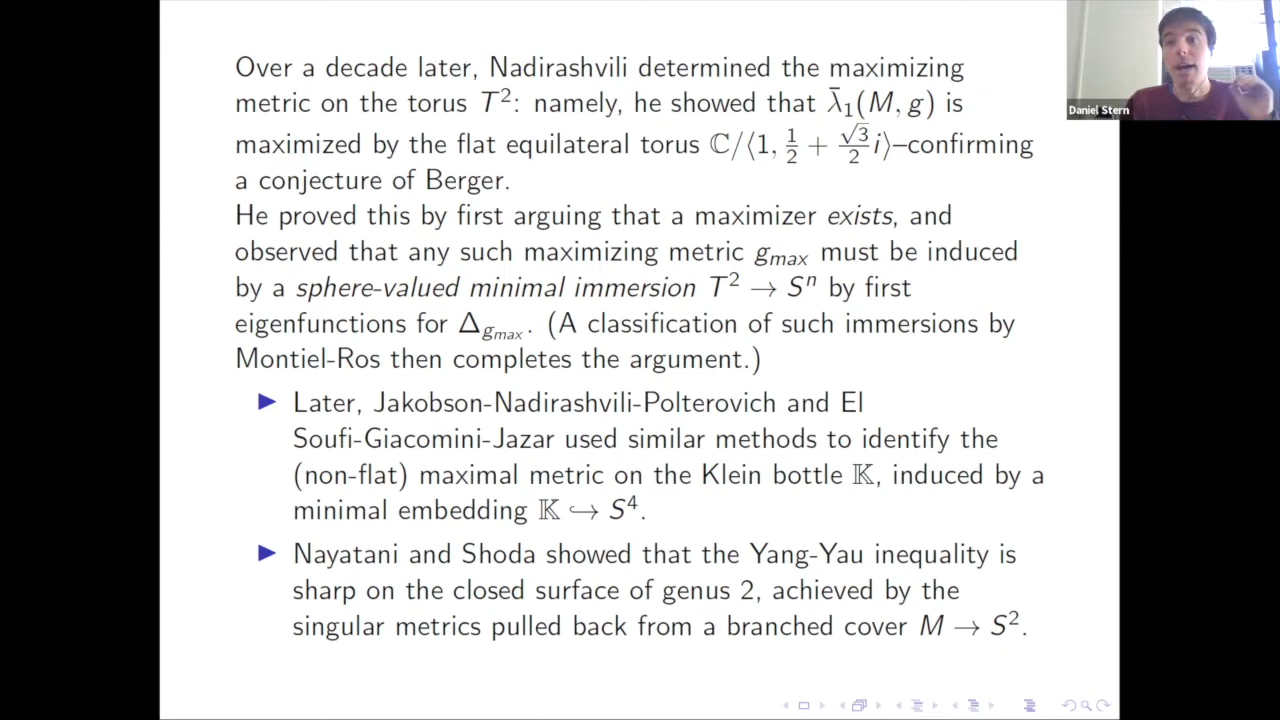 Over a decade later, Nadirashvili determined the maximizing
metric on the torus T²: namely, he showed that λ̄₁(M, g) is
maximized by the flat equilateral torus ℂ/⟨1, 1/2 + √3/2 i⟩–confirming
a conjecture of Berger.
He proved this by first arguing that a maximizer exists, and
observed that any such maximizing metric g_max must be induced
by a sphere-valued minimal immersion T² → Sⁿ by first
eigenfunctions for Δ_{g_max}. (A classification of such immersions by
Montiel-Ros then completes the argument.)
▶ Later, Jakobson-Nadirashvili-Polterovich and El
Soufi-Giacomini-Jazar used similar methods to identify the
(non-flat) maximal metric on the Klein bottle 𝕂, induced by a
minimal embedding 𝕂 ↪ S⁴.
▶ Nayatani and Shoda showed that the Yang-Yau inequality is
sharp on the closed surface of genus 2, achieved by the
singular metrics pulled back from a branched cover M → S².
Daniel Stern